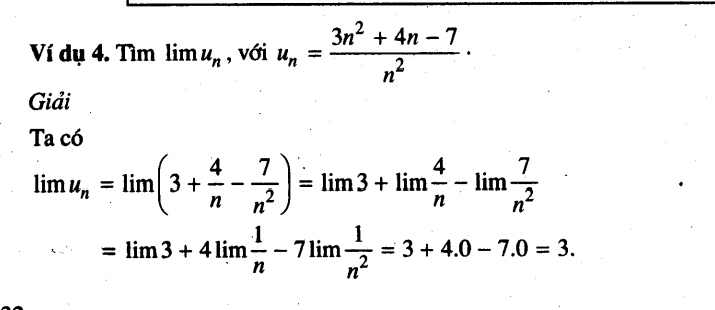 Ví dụ 4. Tìm lim uₙ, với uₙ = (3n² + 4n − 7)/n².
Giải
Ta có
lim uₙ = lim(3 + 4/n − 7/n²) = lim 3 + lim 4/n − lim 7/n²
= lim 3 + 4 lim 1/n − 7 lim 1/n² = 3 + 4.0 − 7.0 = 3.